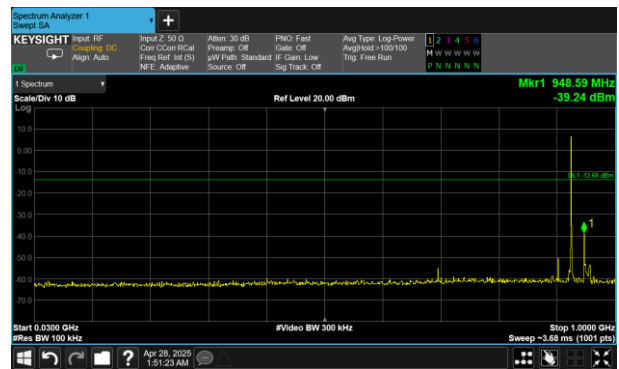 Spectrum Analyzer 1
Swept SA
+
KEYSIGHT
Input: RF
Coupling: DC
Align: Auto
Input Z: 50 Ω
Corr CCorr RCal
Freq Ref: Int (S)
NFE: Adaptive
Atten: 30 dB
Preamp: Off
µW Path: Standard
Source: Off
PNO: Fast
Gate: Off
IF Gain: Low
Sig Track: Off
Avg Type: Log-Power
Avg|Hold:>100/100
Trig: Free Run
1 2 3 4 5 6
M W W W W W
P N N N N N
1 Spectrum
Scale/Div 10 dB
Log
Ref Level 20.00 dBm
Mkr1 948.59 MHz
-39.24 dBm
10.0
0.00
-10.0
DL1 -13.68 dBm
-20.0
-30.0
1
-40.0
-50.0
-60.0
-70.0
Start 0.0300 GHz
#Res BW 100 kHz
#Video BW 300 kHz
Stop 1.0000 GHz
Sweep ~3.68 ms (1001 pts)
?
Apr 28, 2025
1:51:23 AM